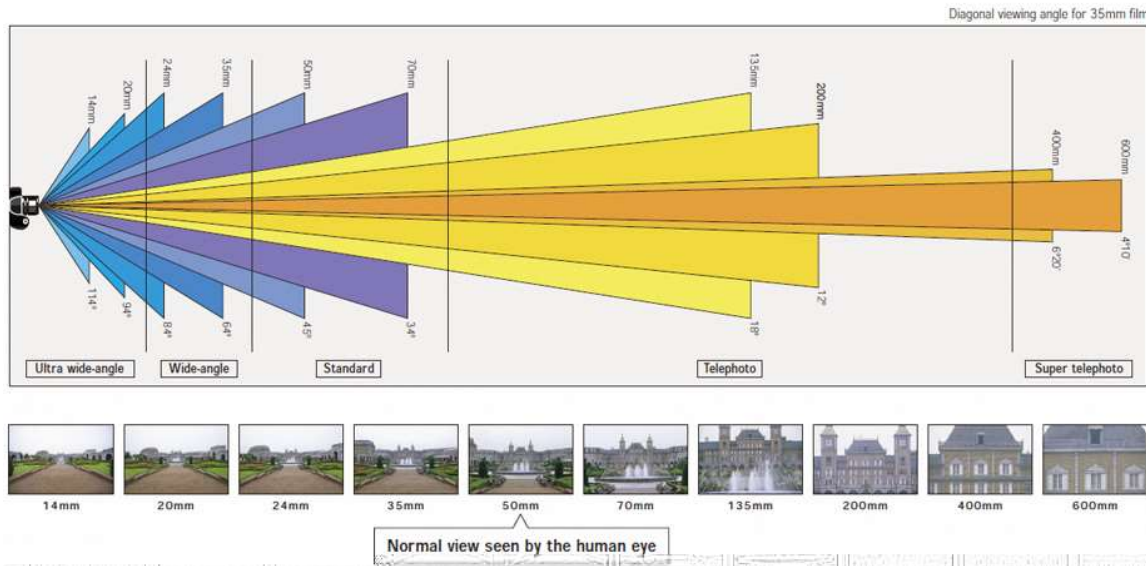 Diagonal viewing angle for 35mm film
14mm
20mm
24mm
35mm
50mm
70mm
135mm
200mm
400mm
600mm
114°
94°
84°
64°
45°
34°
18°
12°
6°20'
4°10'
Ultra wide-angle
Wide-angle
Standard
Telephoto
Super telephoto
14mm
20mm
24mm
35mm
50mm
70mm
135mm
200mm
400mm
600mm
Normal view seen by the human eye